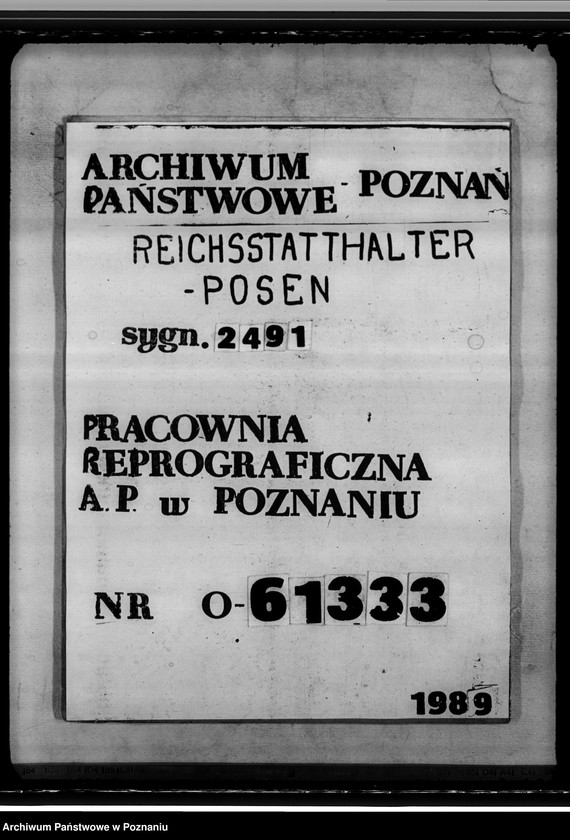 ARCHIWUM
PAŃSTWOWE - POZNAŃ
REICHSSTATTHALTER
-POSEN
sygn. 2491
PRACOWNIA
REPROGRAFICZNA
A. P. w POZNANIU
NR O-61333
1989
Archiwum Państwowe w Poznaniu